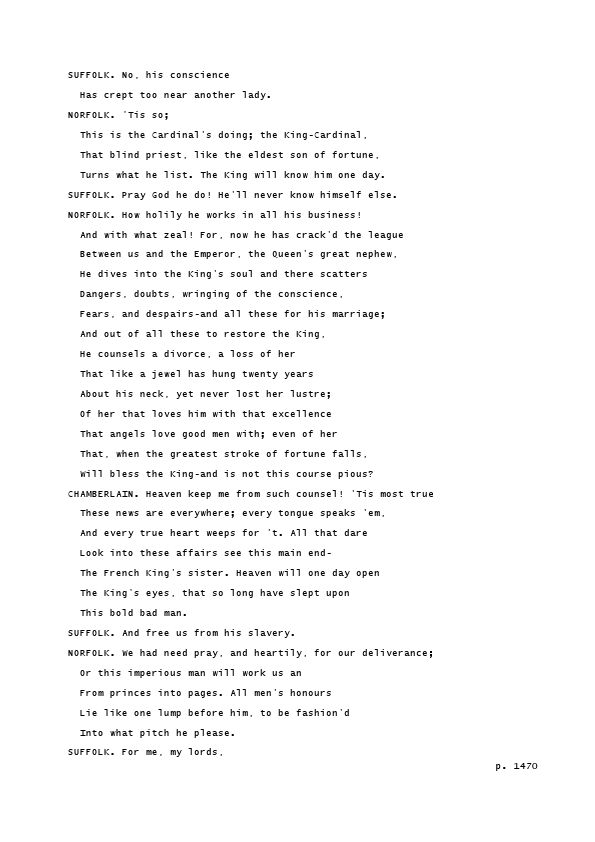 SUFFOLK. No, his conscience
Has crept too near another lady.
NORFOLK. 'Tis so;
This is the Cardinal's doing; the King-Cardinal,
That blind priest, like the eldest son of fortune,
Turns what he list. The King will know him one day.
SUFFOLK. Pray God he do! He'll never know himself else.
NORFOLK. How holily he works in all his business!
And with what zeal! For, now he has crack'd the league
Between us and the Emperor, the Queen's great nephew,
He dives into the King's soul and there scatters
Dangers, doubts, wringing of the conscience,
Fears, and despairs-and all these for his marriage;
And out of all these to restore the King,
He counsels a divorce, a loss of her
That like a jewel has hung twenty years
About his neck, yet never lost her lustre;
Of her that loves him with that excellence
That angels love good men with; even of her
That, when the greatest stroke of fortune falls,
Will bless the King-and is not this course pious?
CHAMBERLAIN. Heaven keep me from such counsel! 'Tis most true
These news are everywhere; every tongue speaks 'em,
And every true heart weeps for 't. All that dare
Look into these affairs see this main end-
The French King's sister. Heaven will one day open
The King's eyes, that so long have slept upon
This bold bad man.
SUFFOLK. And free us from his slavery.
NORFOLK. We had need pray, and heartily, for our deliverance;
Or this imperious man will work us an
From princes into pages. All men's honours
Lie like one lump before him, to be fashion'd
Into what pitch he please.
SUFFOLK. For me, my lords,
p. 1470